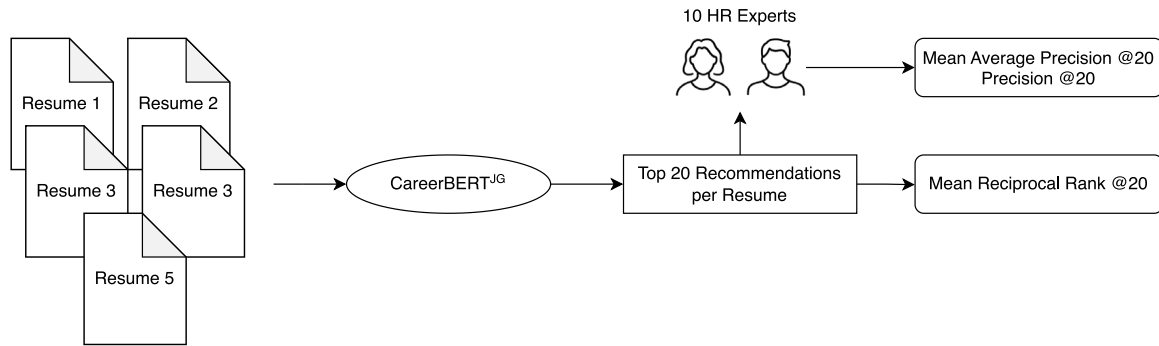 10 HR Experts
Resume 1
Resume 2
Mean Average Precision @20
Precision @20
Resume 3
Resume 3
CareerBERT^JG
Top 20 Recommendations
per Resume
Mean Reciprocal Rank @20
Resume 5